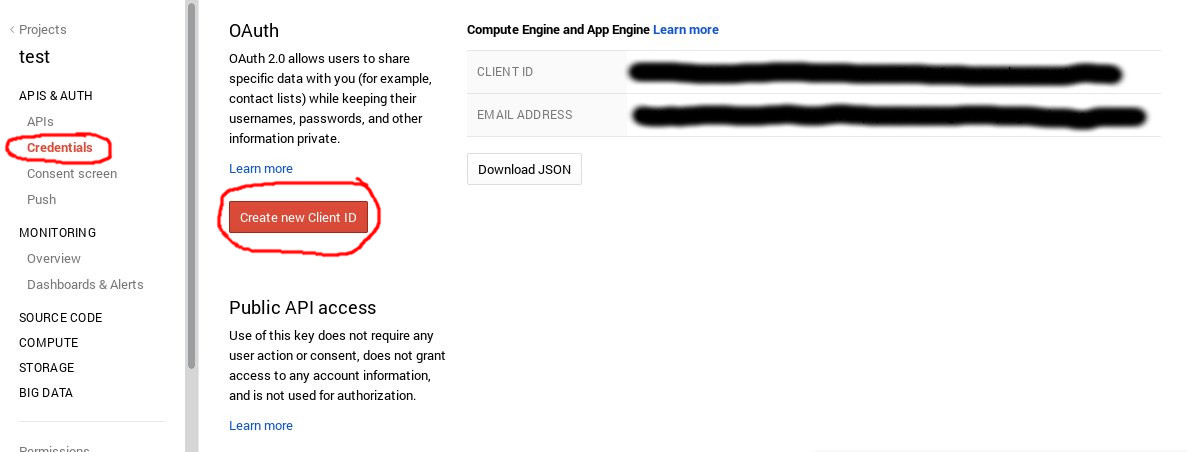 Projects
test
APIS & AUTH
APIs
Credentials
Consent screen
Push
MONITORING
Overview
Dashboards & Alerts
SOURCE CODE
COMPUTE
STORAGE
BIG DATA
Permissions
OAuth
OAuth 2.0 allows users to share
specific data with you (for example,
contact lists) while keeping their
usernames, passwords, and other
information private.
Learn more
Create new Client ID
Public API access
Use of this key does not require any
user action or consent, does not grant
access to any account information,
and is not used for authorization.
Learn more
Compute Engine and App Engine Learn more
CLIENT ID
EMAIL ADDRESS
Download JSON